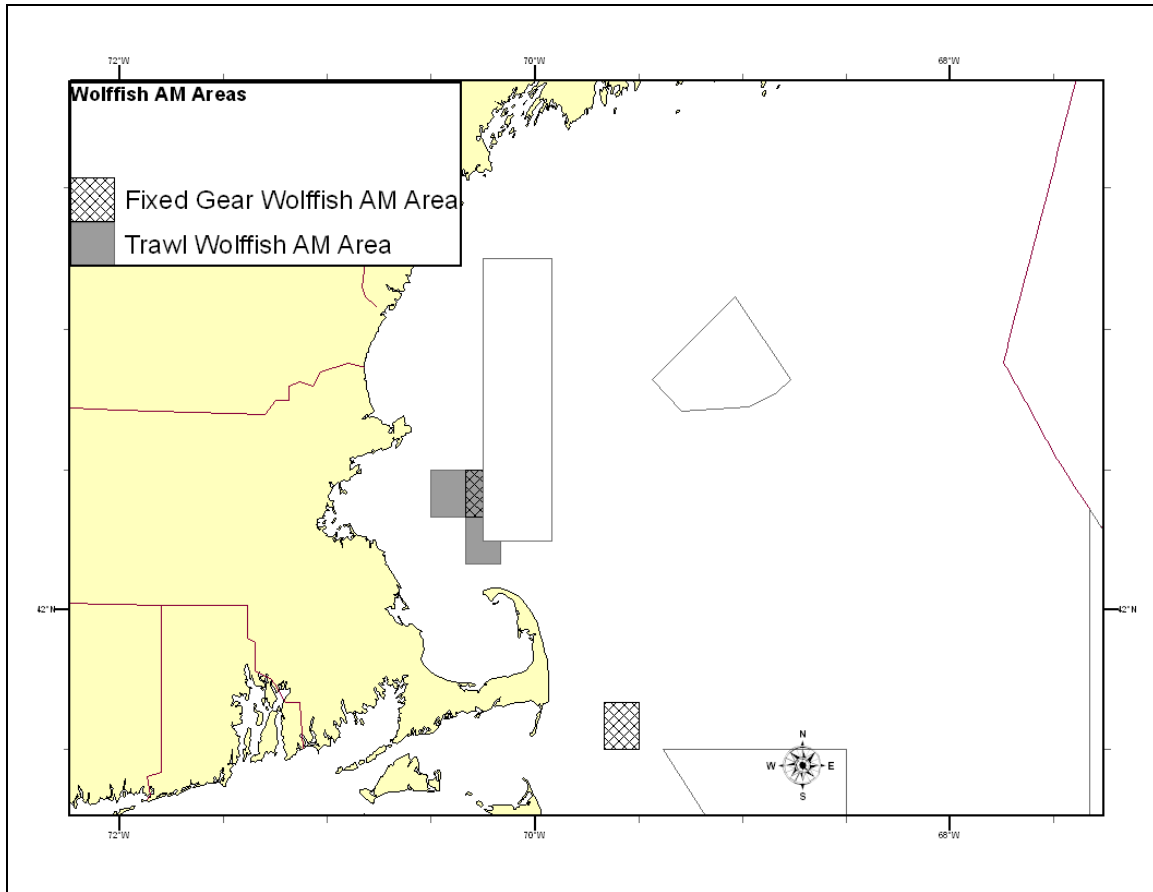 72°W 70°W 68°W
Wolffish AM Areas
Fixed Gear Wolffish AM Area
Trawl Wolffish AM Area
42°N 42°N
N
W E
S
72°W 70°W 68°W